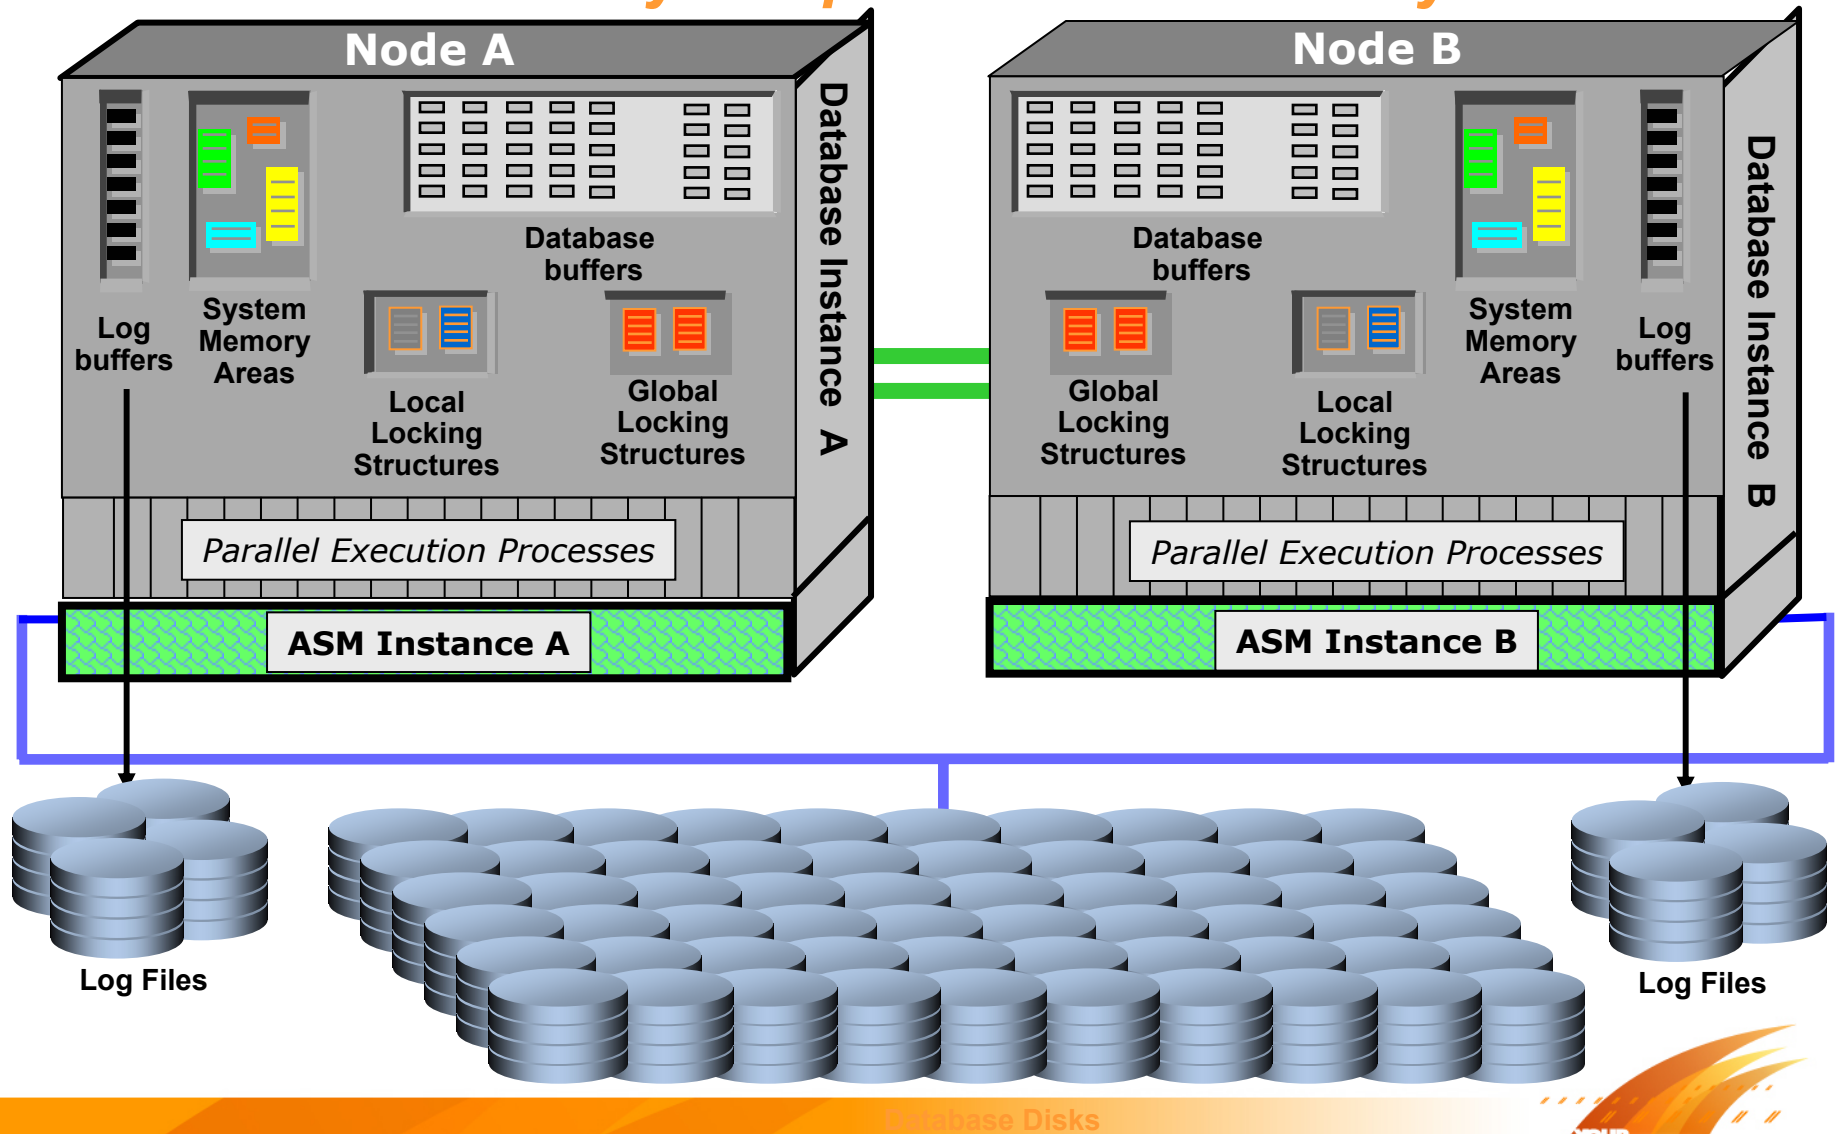 Node A
Database Instance A
Database
buffers
Log
buffers
System
Memory
Areas
Local
Locking
Structures
Global
Locking
Structures
Parallel Execution Processes
ASM Instance A
Node B
Database Instance B
Database
buffers
Global
Locking
Structures
Local
Locking
Structures
System
Memory
Areas
Log
buffers
Parallel Execution Processes
ASM Instance B
Log Files
Log Files
Database Disks